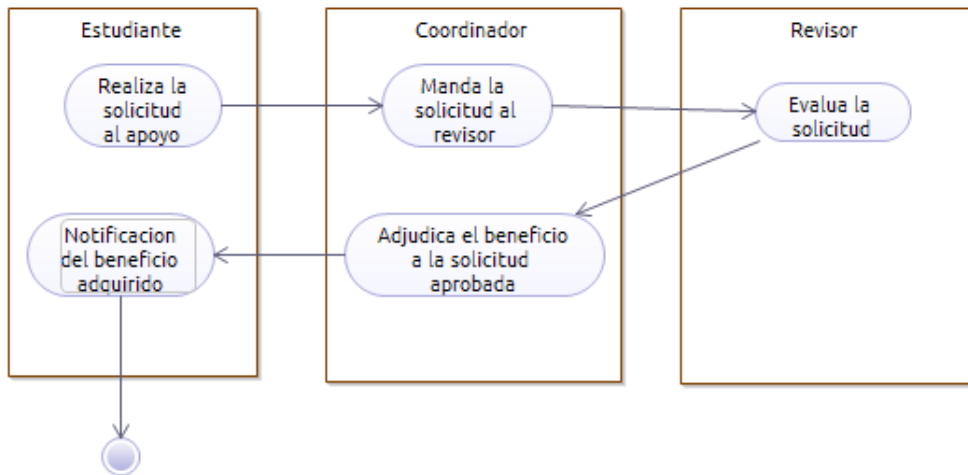 Estudiante
Coordinador
Revisor
Realiza la
solicitud
al apoyo
Manda la
solicitud al
revisor
Evalua la
solicitud
Notificacion
del beneficio
adquirido
Adjudica el beneficio
a la solicitud
aprobada